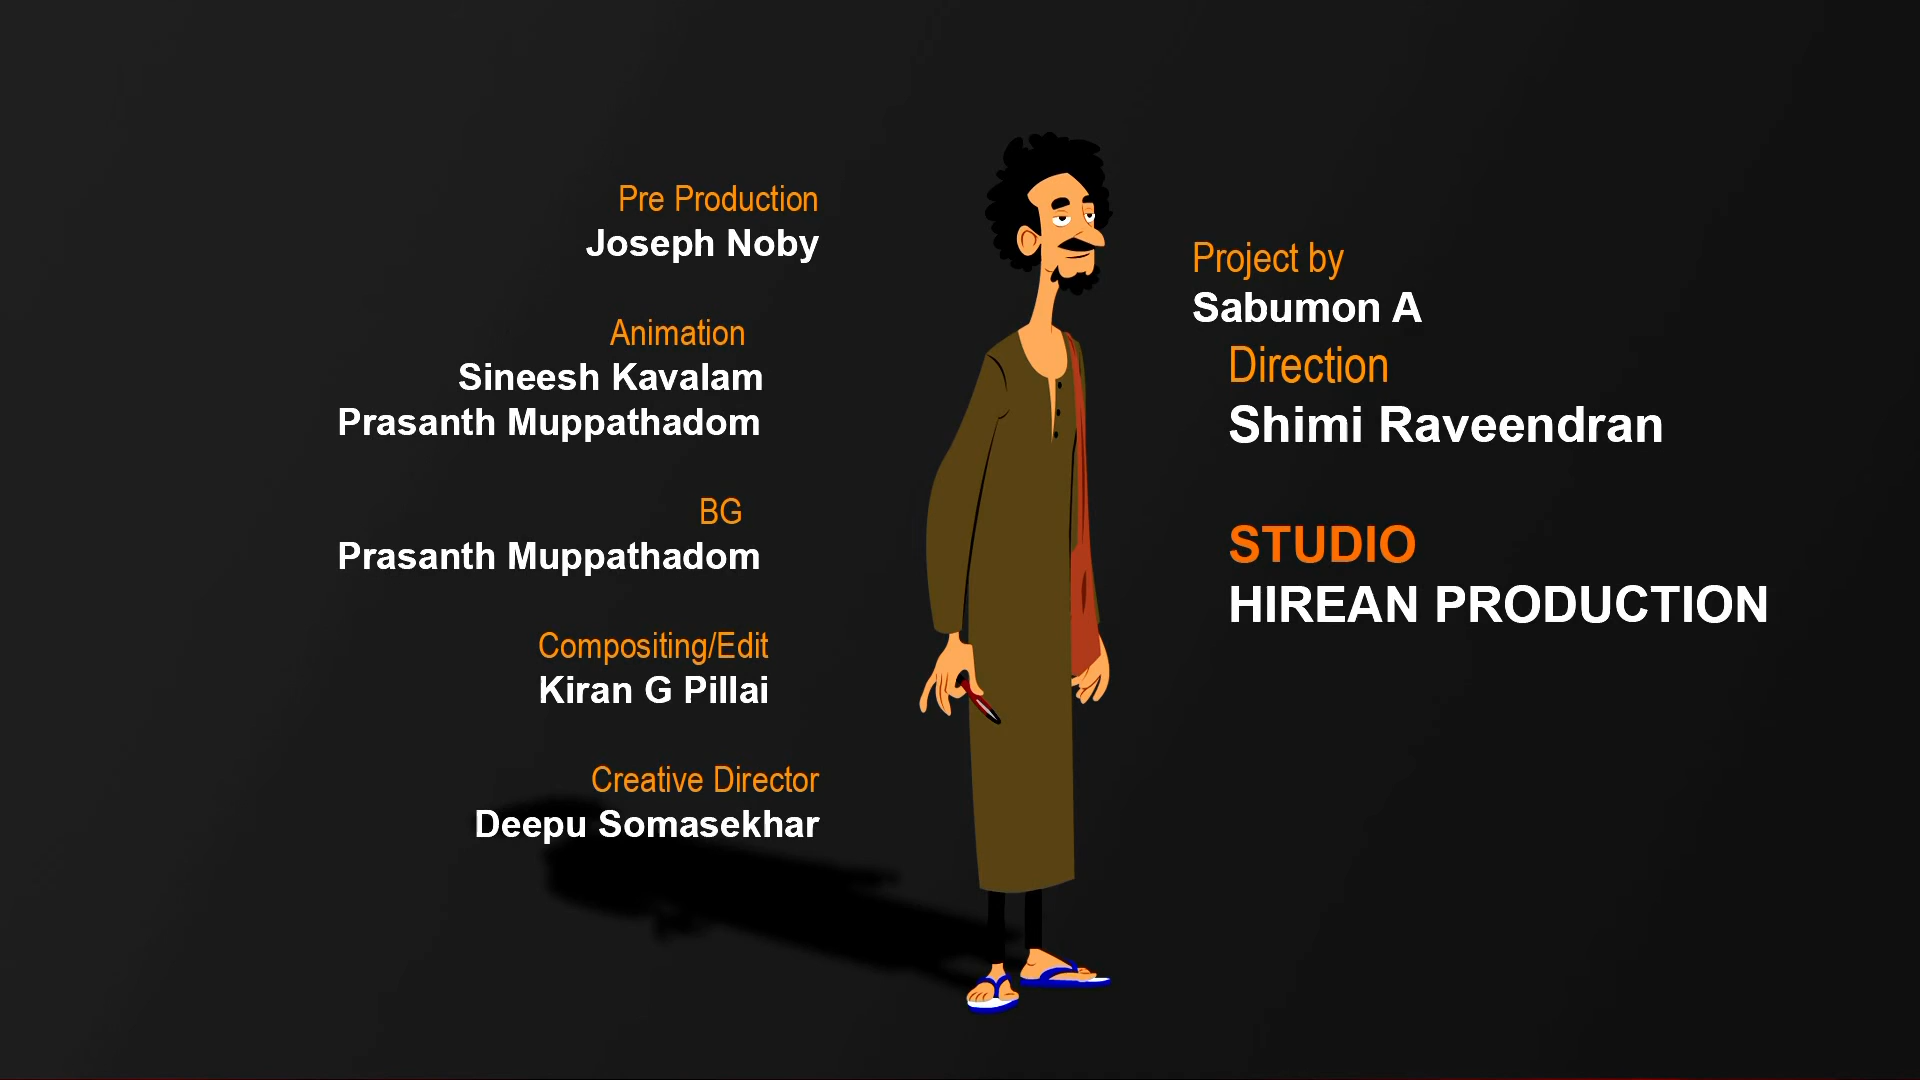 Pre Production
Joseph Noby
Animation
Sineesh Kavalam
Prasanth Muppathadom
BG
Prasanth Muppathadom
Compositing/Edit
Kiran G Pillai
Creative Director
Deepu Somasekhar
Project by
Sabumon A
Direction
Shimi Raveendran
STUDIO
HIREAN PRODUCTION